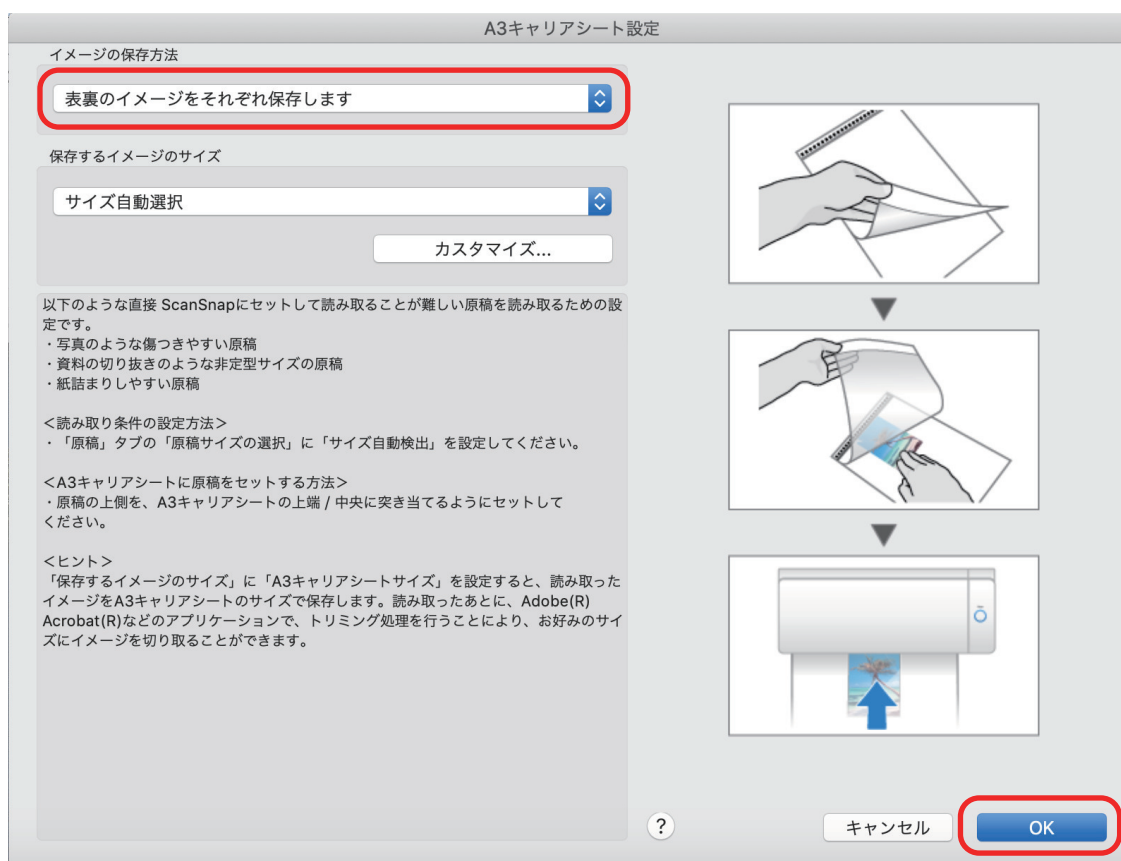 A3キャリアシート設定
イメージの保存方法
表裏のイメージをそれぞれ保存します
保存するイメージのサイズ
サイズ自動選択
カスタマイズ...
以下のような直接 ScanSnapにセットして読み取ることが難しい原稿を読み取るための設
定です。
・写真のような傷つきやすい原稿
・資料の切り抜きのような非定型サイズの原稿
・紙詰まりしやすい原稿
＜読み取り条件の設定方法＞
・「原稿」タブの「原稿サイズの選択」に「サイズ自動検出」を設定してください。
＜A3キャリアシートに原稿をセットする方法＞
・原稿の上側を、A3キャリアシートの上端 / 中央に突き当てるようにセットして
ください。
＜ヒント＞
「保存するイメージのサイズ」に「A3キャリアシートサイズ」を設定すると、読み取った
イメージをA3キャリアシートのサイズで保存します。読み取ったあとに、Adobe(R)
Acrobat(R)などのアプリケーションで、トリミング処理を行うことにより、お好みのサイ
ズにイメージを切り取ることができます。
?
キャンセル
OK